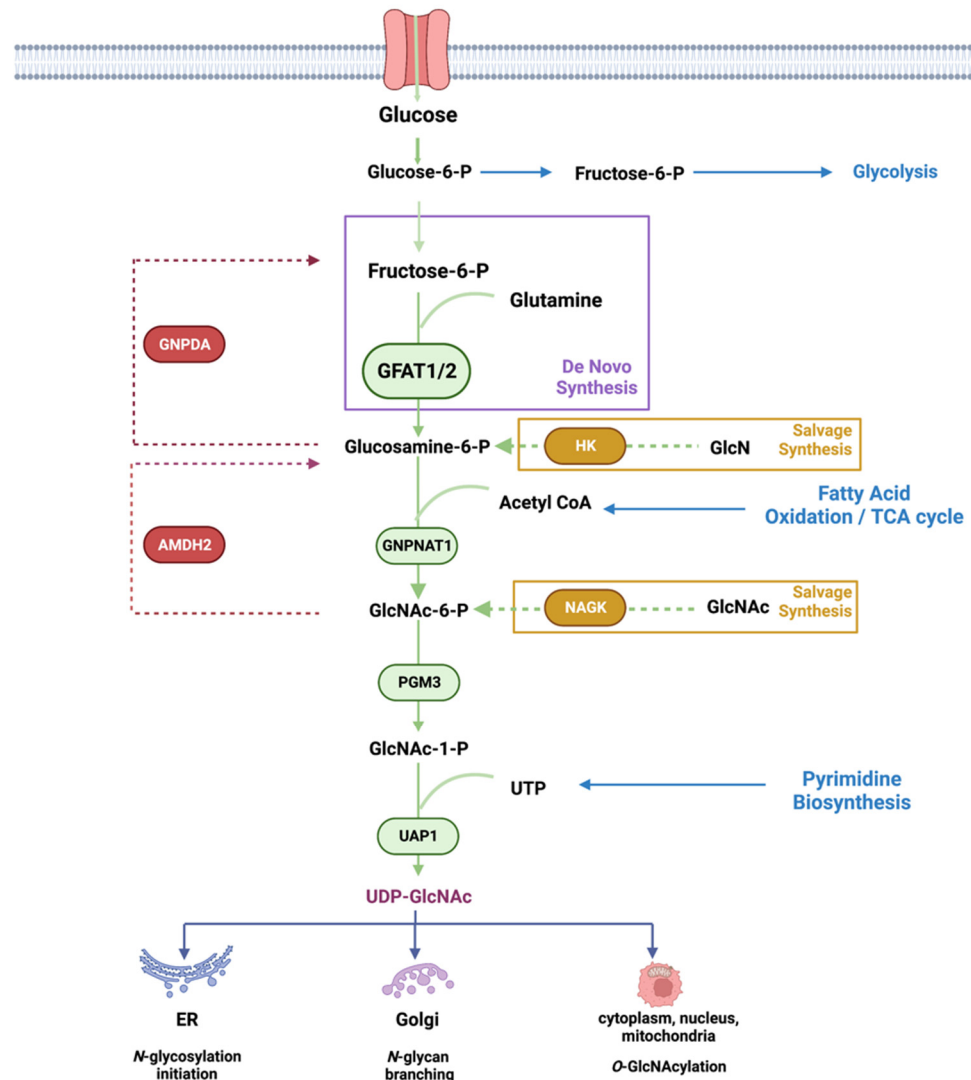 Glucose
Glucose-6-P
Fructose-6-P
Glycolysis
Fructose-6-P
Glutamine
GNPDA
GFAT1/2
De Novo
Synthesis
Glucosamine-6-P
HK
GlcN
Salvage
Synthesis
Acetyl CoA
Fatty Acid
Oxidation / TCA cycle
AMDH2
GNPNAT1
GlcNAc-6-P
NAGK
GlcNAc
Salvage
Synthesis
PGM3
GlcNAc-1-P
UTP
Pyrimidine
Biosynthesis
UAP1
UDP-GlcNAc
ER
N-glycosylation
initiation
Golgi
N-glycan
branching
cytoplasm, nucleus,
mitochondria
O-GlcNAcylation